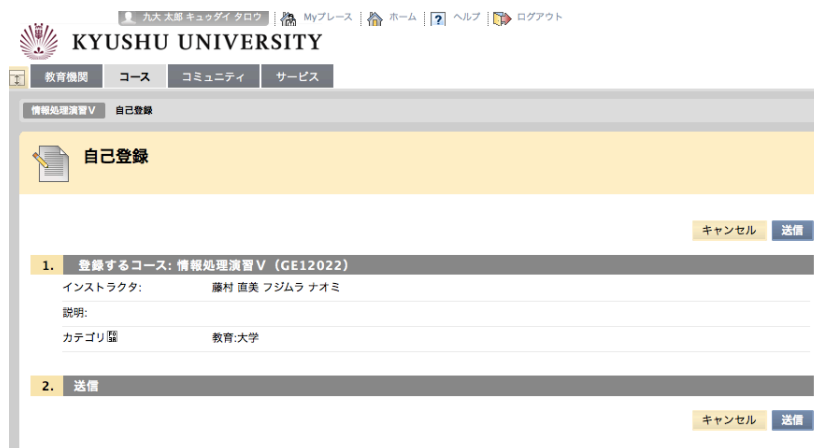 九大 太郎 キュウダイ タロウ Myプレース ホーム ? ヘルプ ログアウト
KYUSHU UNIVERSITY
教育機関 コース コミュニティ サービス
情報処理演習Ⅴ 自己登録
自己登録
キャンセル 送信
1. 登録するコース: 情報処理演習Ⅴ（GE12022）
インストラクタ: 藤村 直美 フジムラ ナオミ
説明:
カテゴリ 教育:大学
2. 送信
キャンセル 送信